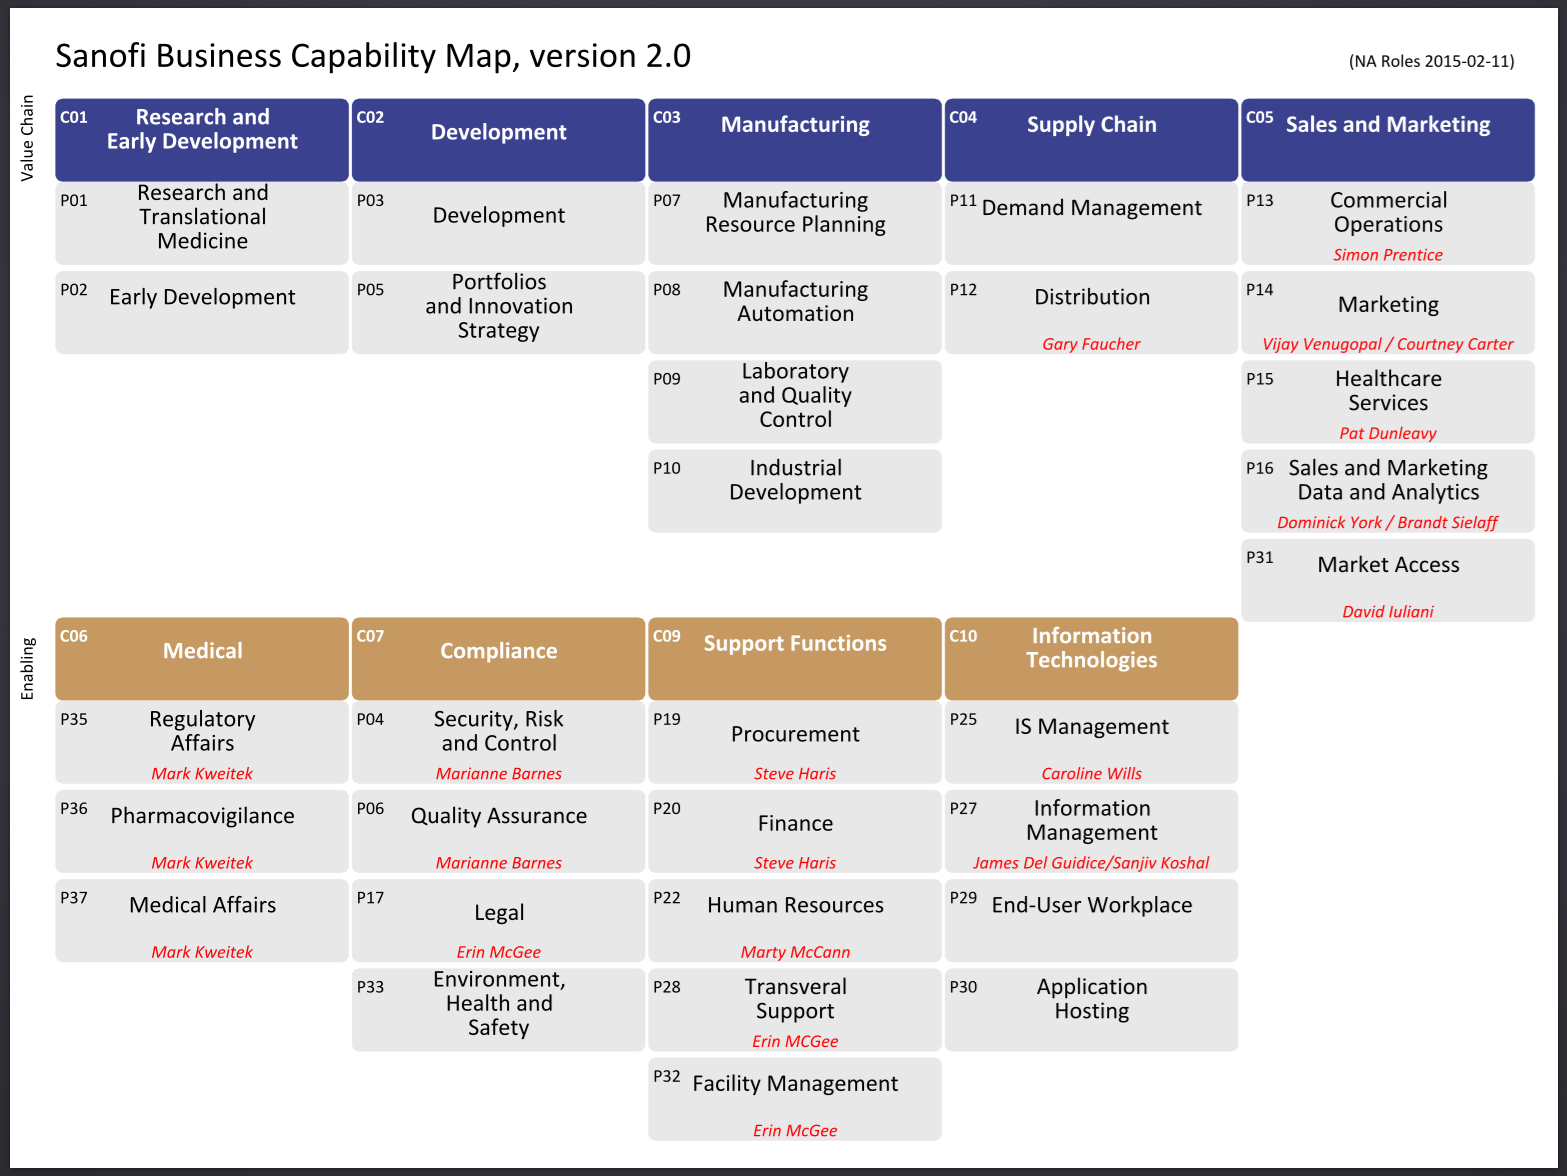 Sanofi Business Capability Map, version 2.0
(NA Roles 2015-02-11)
Value Chain
C01
Research and
Early Development
P01
Research and
Translational
Medicine
P02
Early Development
C02
Development
P03
Development
P05
Portfolios
and Innovation
Strategy
C03
Manufacturing
P07
Manufacturing
Resource Planning
P08
Manufacturing
Automation
P09
Laboratory
and Quality
Control
P10
Industrial
Development
C04
Supply Chain
P11
Demand Management
P12
Distribution
Gary Faucher
C05
Sales and Marketing
P13
Commercial
Operations
Simon Prentice
P14
Marketing
Vijay Venugopal / Courtney Carter
P15
Healthcare
Services
Pat Dunleavy
P16
Sales and Marketing
Data and Analytics
Dominick York / Brandt Sielaff
P31
Market Access
David Iuliani
Enabling
C06
Medical
P35
Regulatory
Affairs
Mark Kweitek
P36
Pharmacovigilance
Mark Kweitek
P37
Medical Affairs
Mark Kweitek
C07
Compliance
P04
Security, Risk
and Control
Marianne Barnes
P06
Quality Assurance
Marianne Barnes
P17
Legal
Erin McGee
P33
Environment,
Health and
Safety
C09
Support Functions
P19
Procurement
Steve Haris
P20
Finance
Steve Haris
P22
Human Resources
Marty McCann
P28
Transveral
Support
Erin MCGee
P32
Facility Management
Erin McGee
C10
Information
Technologies
P25
IS Management
Caroline Wills
P27
Information
Management
James Del Guidice/Sanjiv Koshal
P29
End-User Workplace
P30
Application
Hosting